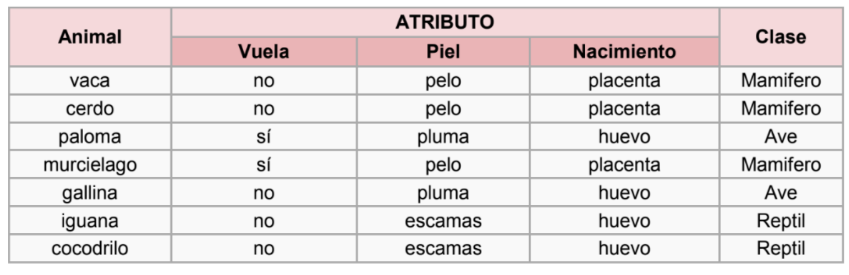 Animal ATRIBUTO Clase
Vuela Piel Nacimiento
vaca no pelo placenta Mamifero
cerdo no pelo placenta Mamifero
paloma sí pluma huevo Ave
murcielago sí pelo placenta Mamifero
gallina no pluma huevo Ave
iguana no escamas huevo Reptil
cocodrilo no escamas huevo Reptil